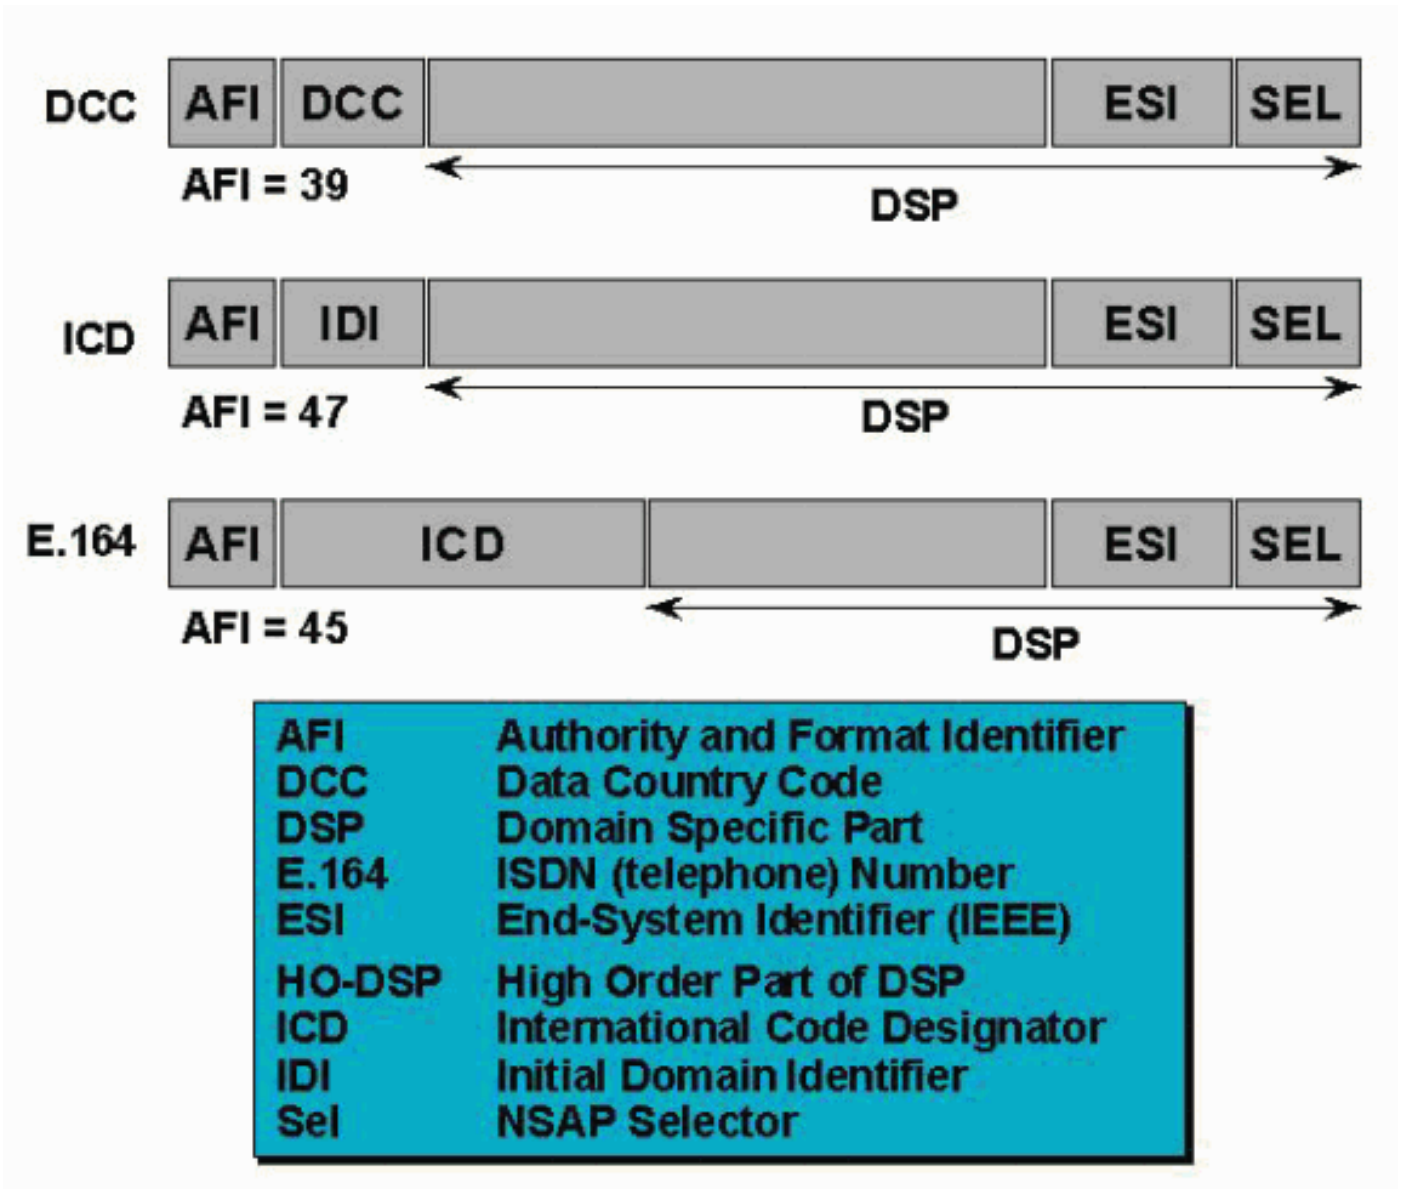 DCC AFI DCC ESI SEL
AFI = 39
DSP
ICD AFI IDI ESI SEL
AFI = 47
DSP
E.164 AFI ICD ESI SEL
AFI = 45
DSP
AFI Authority and Format Identifier
DCC Data Country Code
DSP Domain Specific Part
E.164 ISDN (telephone) Number
ESI End-System Identifier (IEEE)
HO-DSP High Order Part of DSP
ICD International Code Designator
IDI Initial Domain Identifier
Sel NSAP Selector